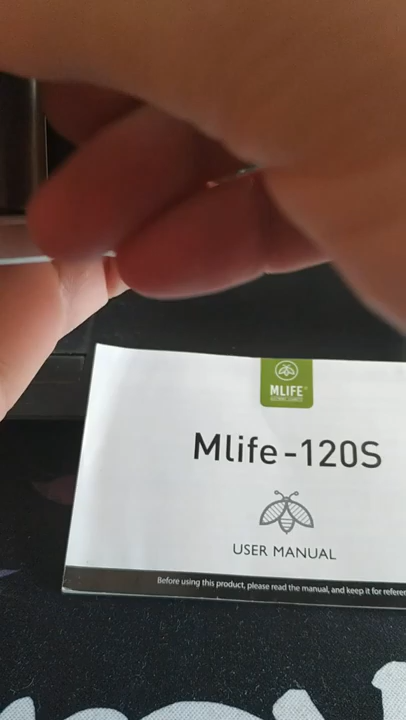 MLIFE
Mlife-120S
USER MANUAL
Before using this product, please read the manual, and keep it for